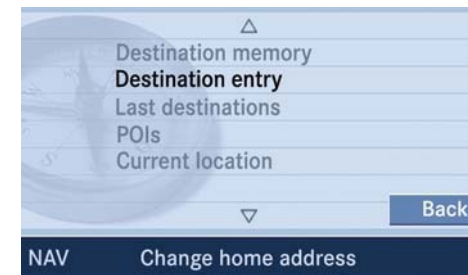 Destination memory
Destination entry
Last destinations
POIs
Current location
Back
NAV Change home address